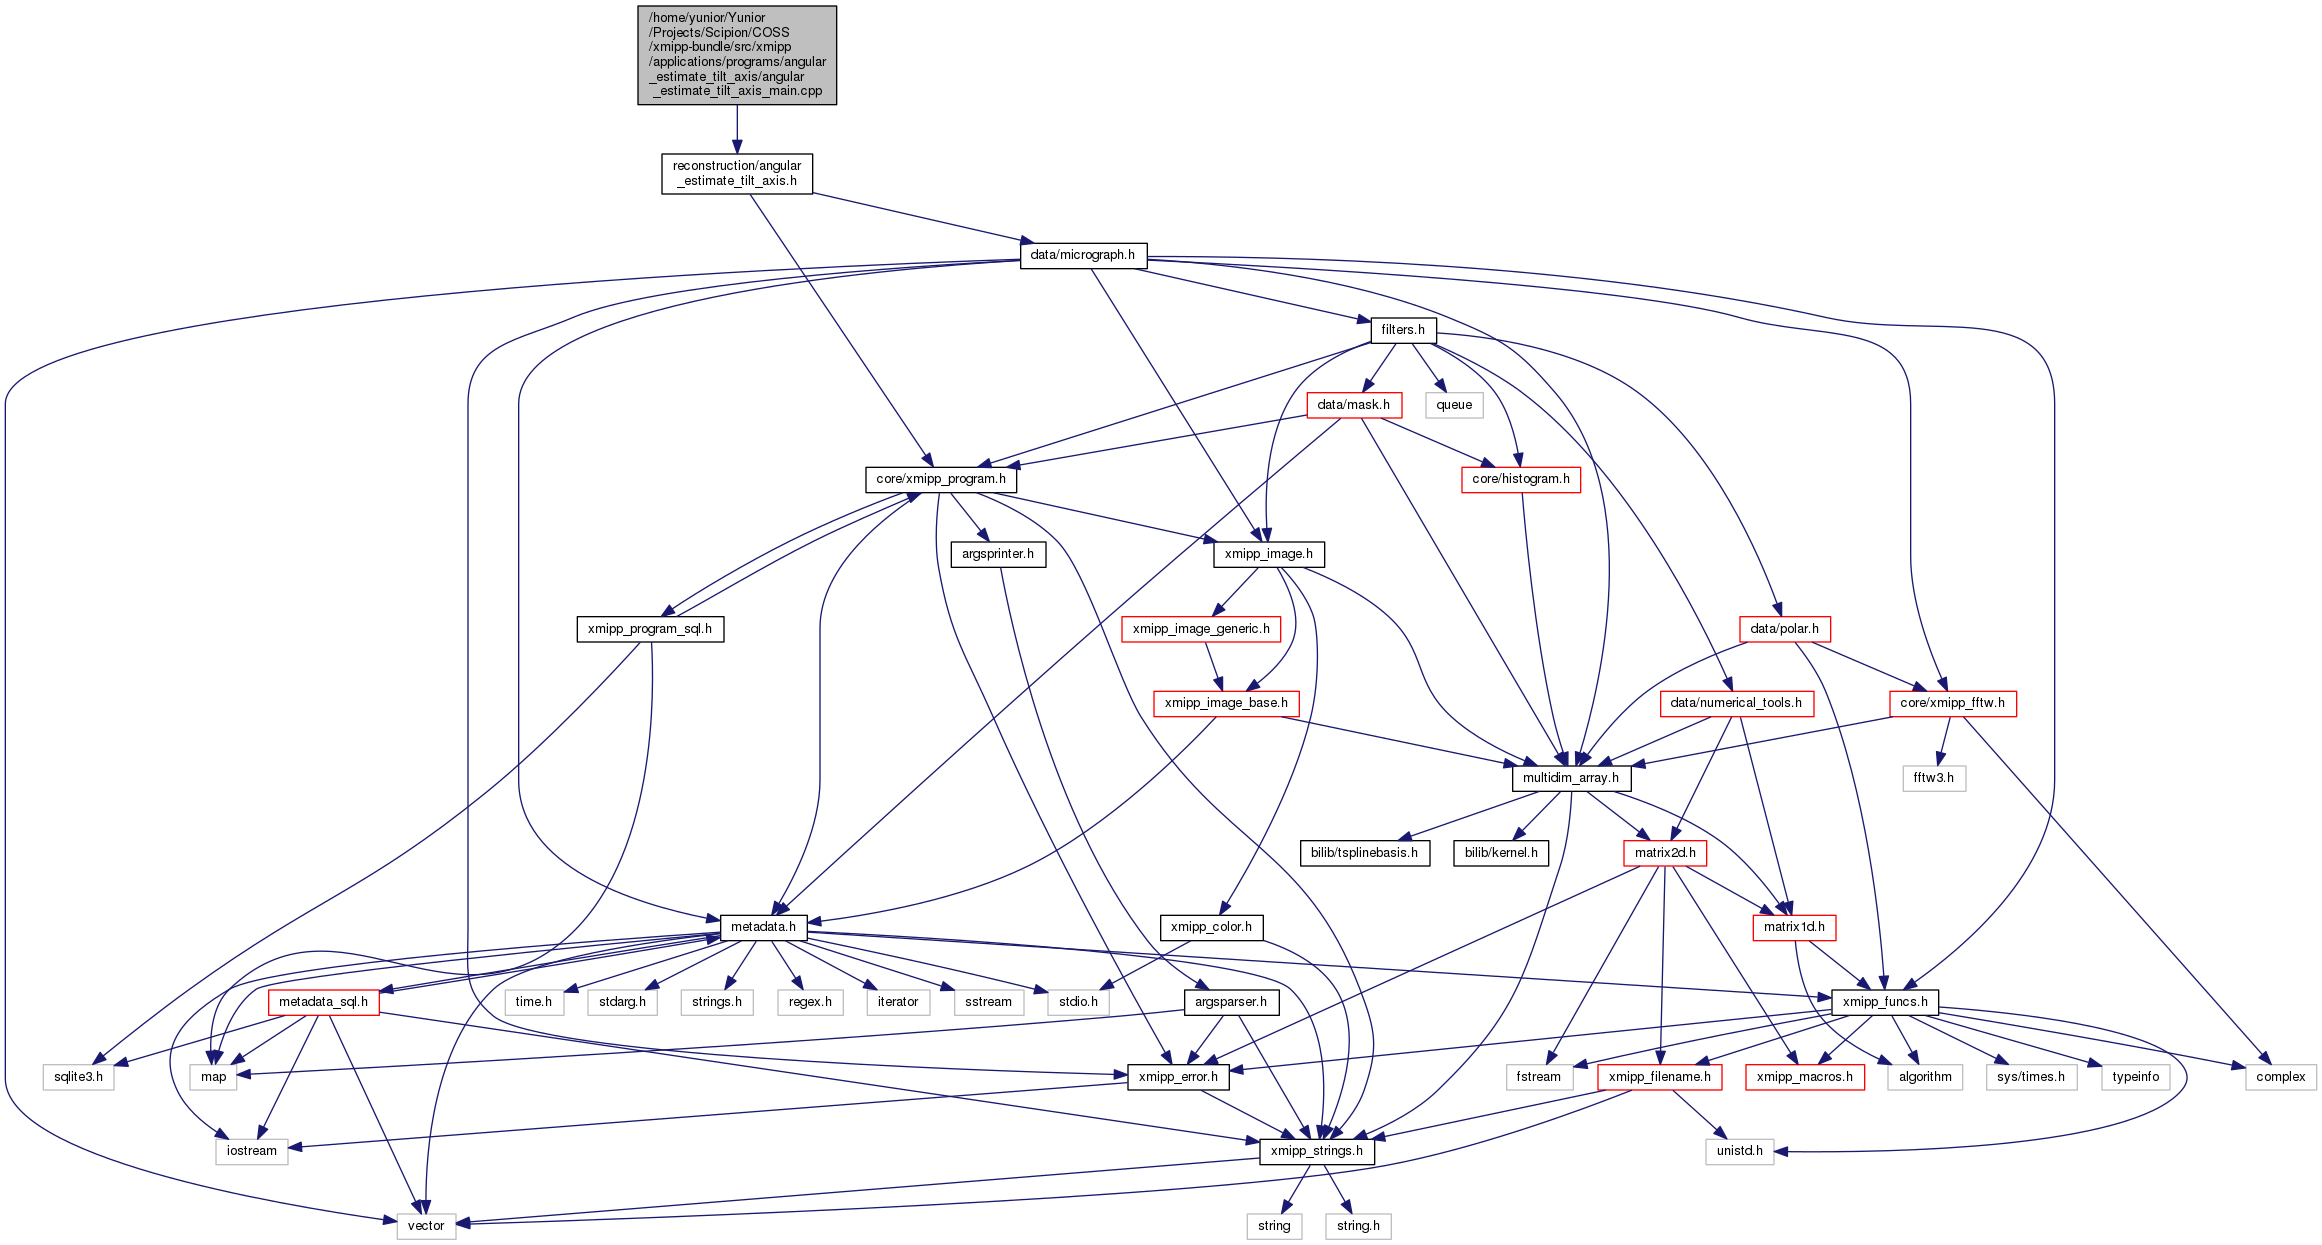 /home/yunior/Yunior
/Projects/Scipion/COSS
/xmipp-bundle/src/xmipp
/applications/programs/angular
_estimate_tilt_axis/angular
_estimate_tilt_axis_main.cpp
reconstruction/angular
_estimate_tilt_axis.h
data/micrograph.h
filters.h
data/mask.h
queue
core/xmipp_program.h
core/histogram.h
argsprinter.h
xmipp_image.h
xmipp_program_sql.h
xmipp_image_generic.h
data/polar.h
xmipp_image_base.h
data/numerical_tools.h
core/xmipp_fftw.h
multidim_array.h
fftw3.h
bilib/tsplinebasis.h
bilib/kernel.h
matrix2d.h
metadata.h
xmipp_color.h
matrix1d.h
metadata_sql.h
time.h
stdarg.h
strings.h
regex.h
iterator
sstream
stdio.h
argsparser.h
xmipp_funcs.h
sqlite3.h
map
xmipp_error.h
fstream
xmipp_filename.h
xmipp_macros.h
algorithm
sys/times.h
typeinfo
complex
iostream
xmipp_strings.h
unistd.h
vector
string
string.h